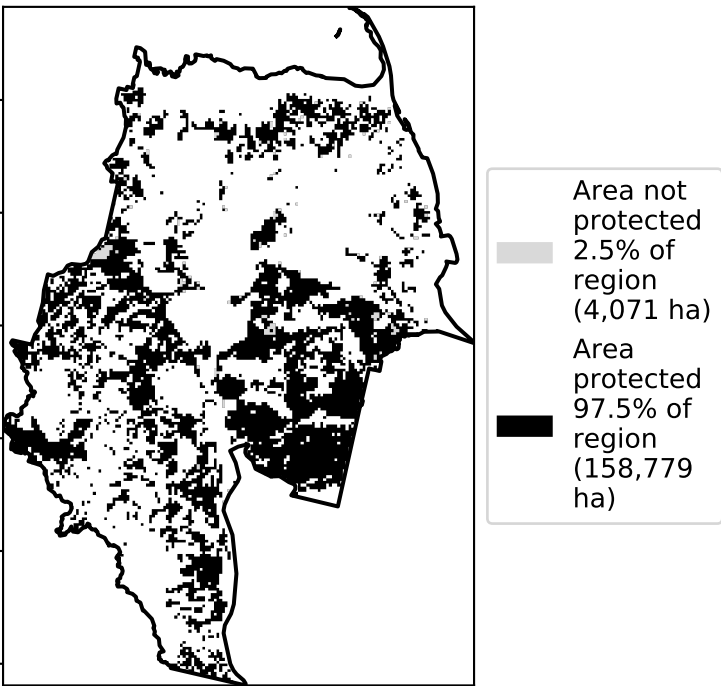 Area not
protected
2.5% of
region
(4,071 ha)
Area
protected
97.5% of
region
(158,779
ha)